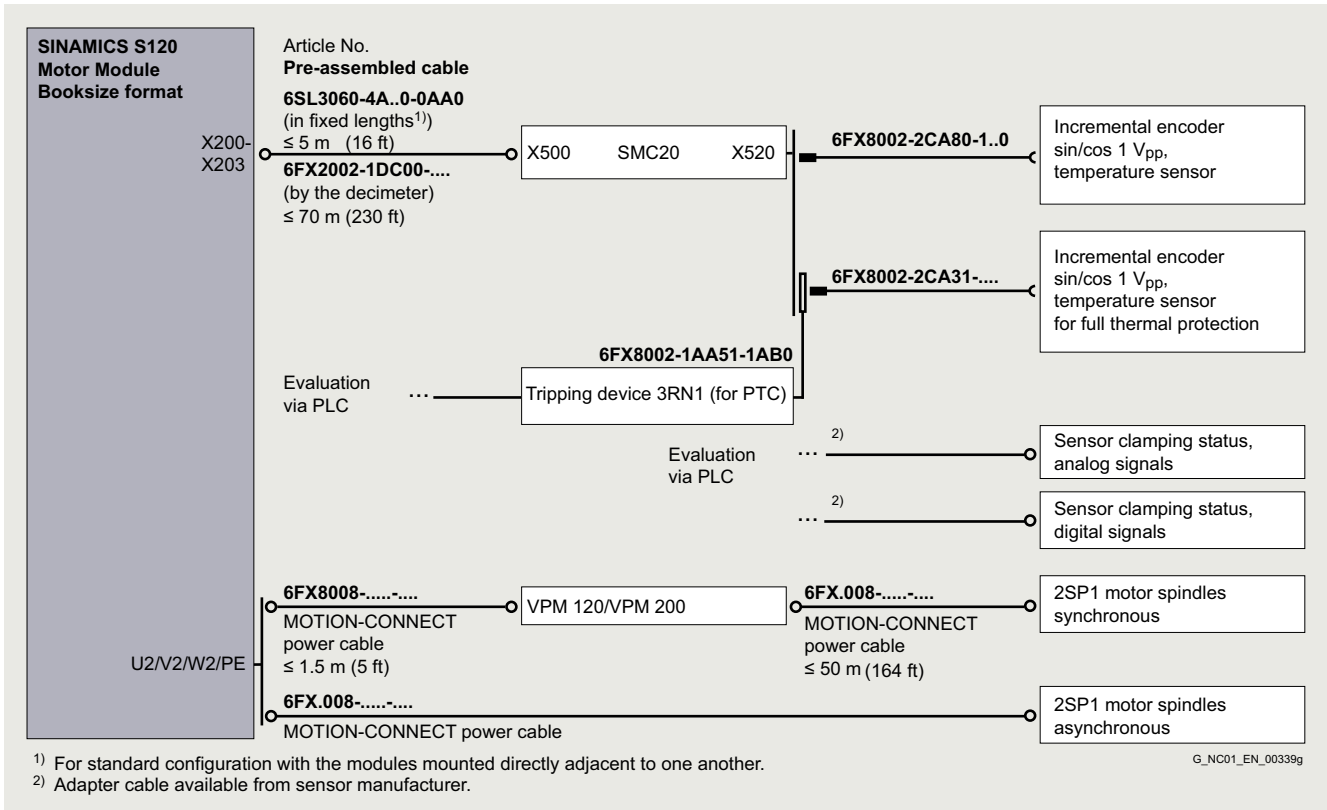 SINAMICS S120
Motor Module
Booksize format
Article No.
Pre-assembled cable
6SL3060-4A..0-0AA0
(in fixed lengths1))
≤ 5 m (16 ft)
X200-
X203
6FX2002-1DC00-....
(by the decimeter)
≤ 70 m (230 ft)
X500 SMC20 X520
6FX8002-2CA80-1..0
Incremental encoder
sin/cos 1 Vpp,
temperature sensor
6FX8002-2CA31-....
Incremental encoder
sin/cos 1 Vpp,
temperature sensor
for full thermal protection
6FX8002-1AA51-1AB0
Evaluation
via PLC
...
Tripping device 3RN1 (for PTC)
Evaluation
via PLC
... 2)
Sensor clamping status,
analog signals
... 2)
Sensor clamping status,
digital signals
U2/V2/W2/PE
6FX8008-.....-....
MOTION-CONNECT
power cable
≤ 1.5 m (5 ft)
VPM 120/VPM 200
6FX.008-.....-....
MOTION-CONNECT
power cable
≤ 50 m (164 ft)
2SP1 motor spindles
synchronous
6FX.008-.....-....
MOTION-CONNECT power cable
2SP1 motor spindles
asynchronous
1) For standard configuration with the modules mounted directly adjacent to one another.
2) Adapter cable available from sensor manufacturer.
G_NC01_EN_00339g